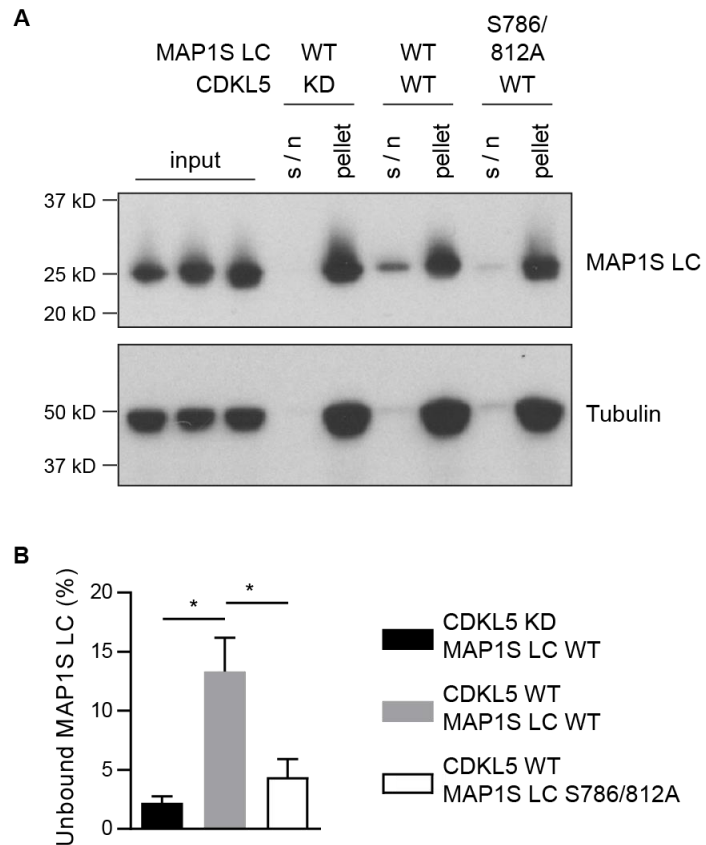 A
MAP1S LC WT WT S786/
812A
CDKL5 KD WT WT
input s / n pellet s / n pellet s / n pellet
37 kD
25 kD
20 kD
MAP1S LC
50 kD
37 kD
Tubulin
B
Unbound MAP1S LC (%)
20
15
10
5
0
*
*
CDKL5 KD
MAP1S LC WT
CDKL5 WT
MAP1S LC WT
CDKL5 WT
MAP1S LC S786/812A